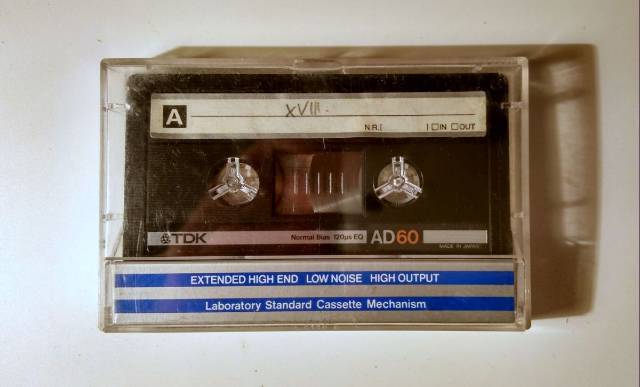 A XVIII.
N.R.[ ] □IN □OUT
TDK Normal Bias 120μs EQ AD60
MADE IN JAPAN
EXTENDED HIGH END LOW NOISE HIGH OUTPUT
Laboratory Standard Cassette Mechanism